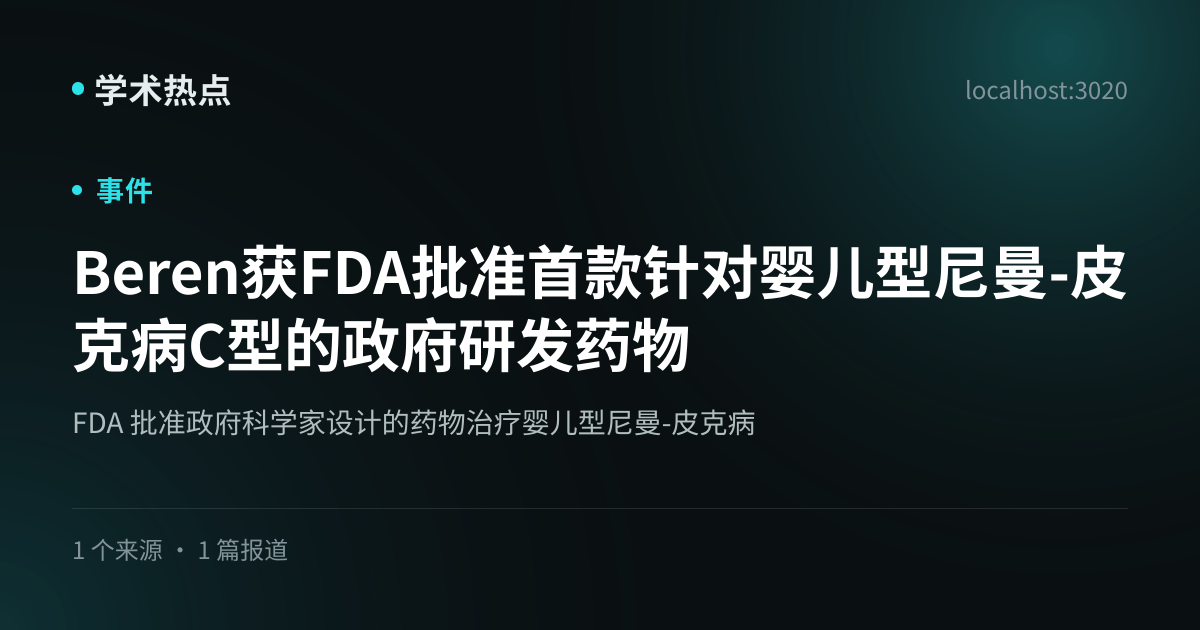 学术热点
localhost:3020
事件
Beren获FDA批准首款针对婴儿型尼曼-皮
克病C型的政府研发药物
FDA 批准政府科学家设计的药物治疗婴儿型尼曼-皮克病
1 个来源 · 1 篇报道